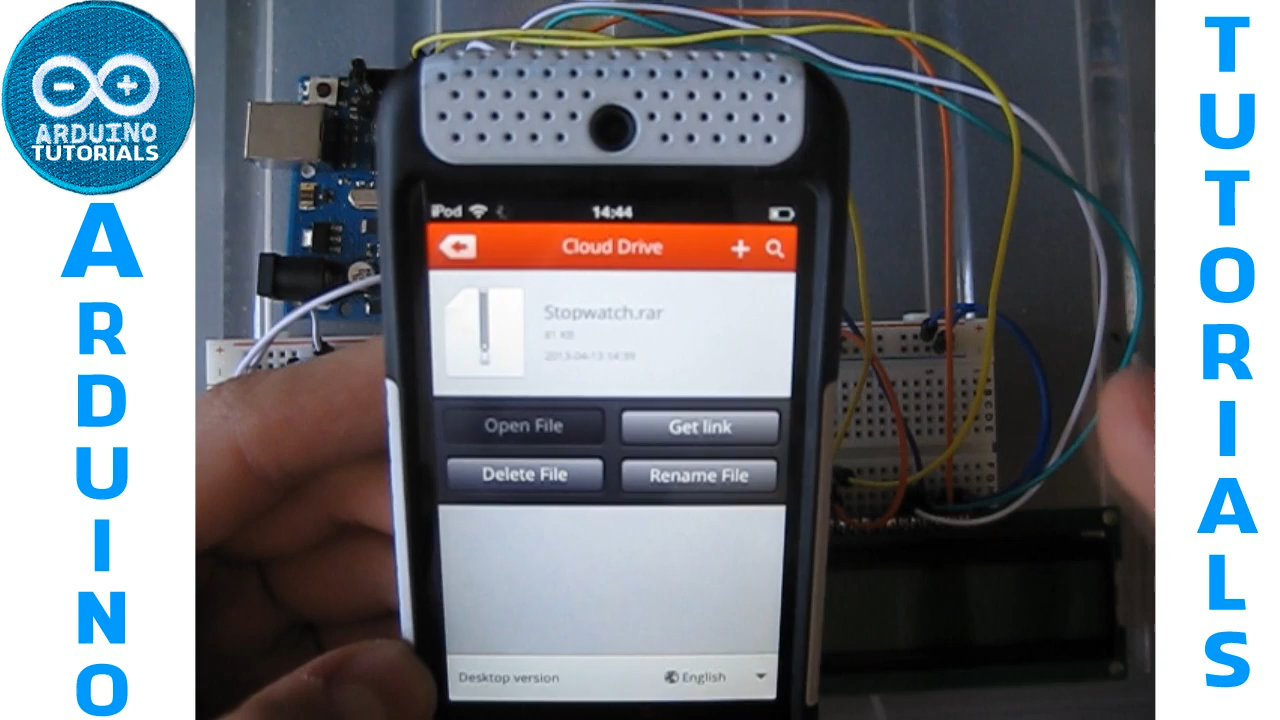 ARDUINO
TUTORIALS
ARDUINO
iPod
14:44
Cloud Drive
Stopwatch.rar
81 KB
2013-04-13 14:39
Open File
Get link
Delete File
Rename File
Desktop version
English
TUTORIALS